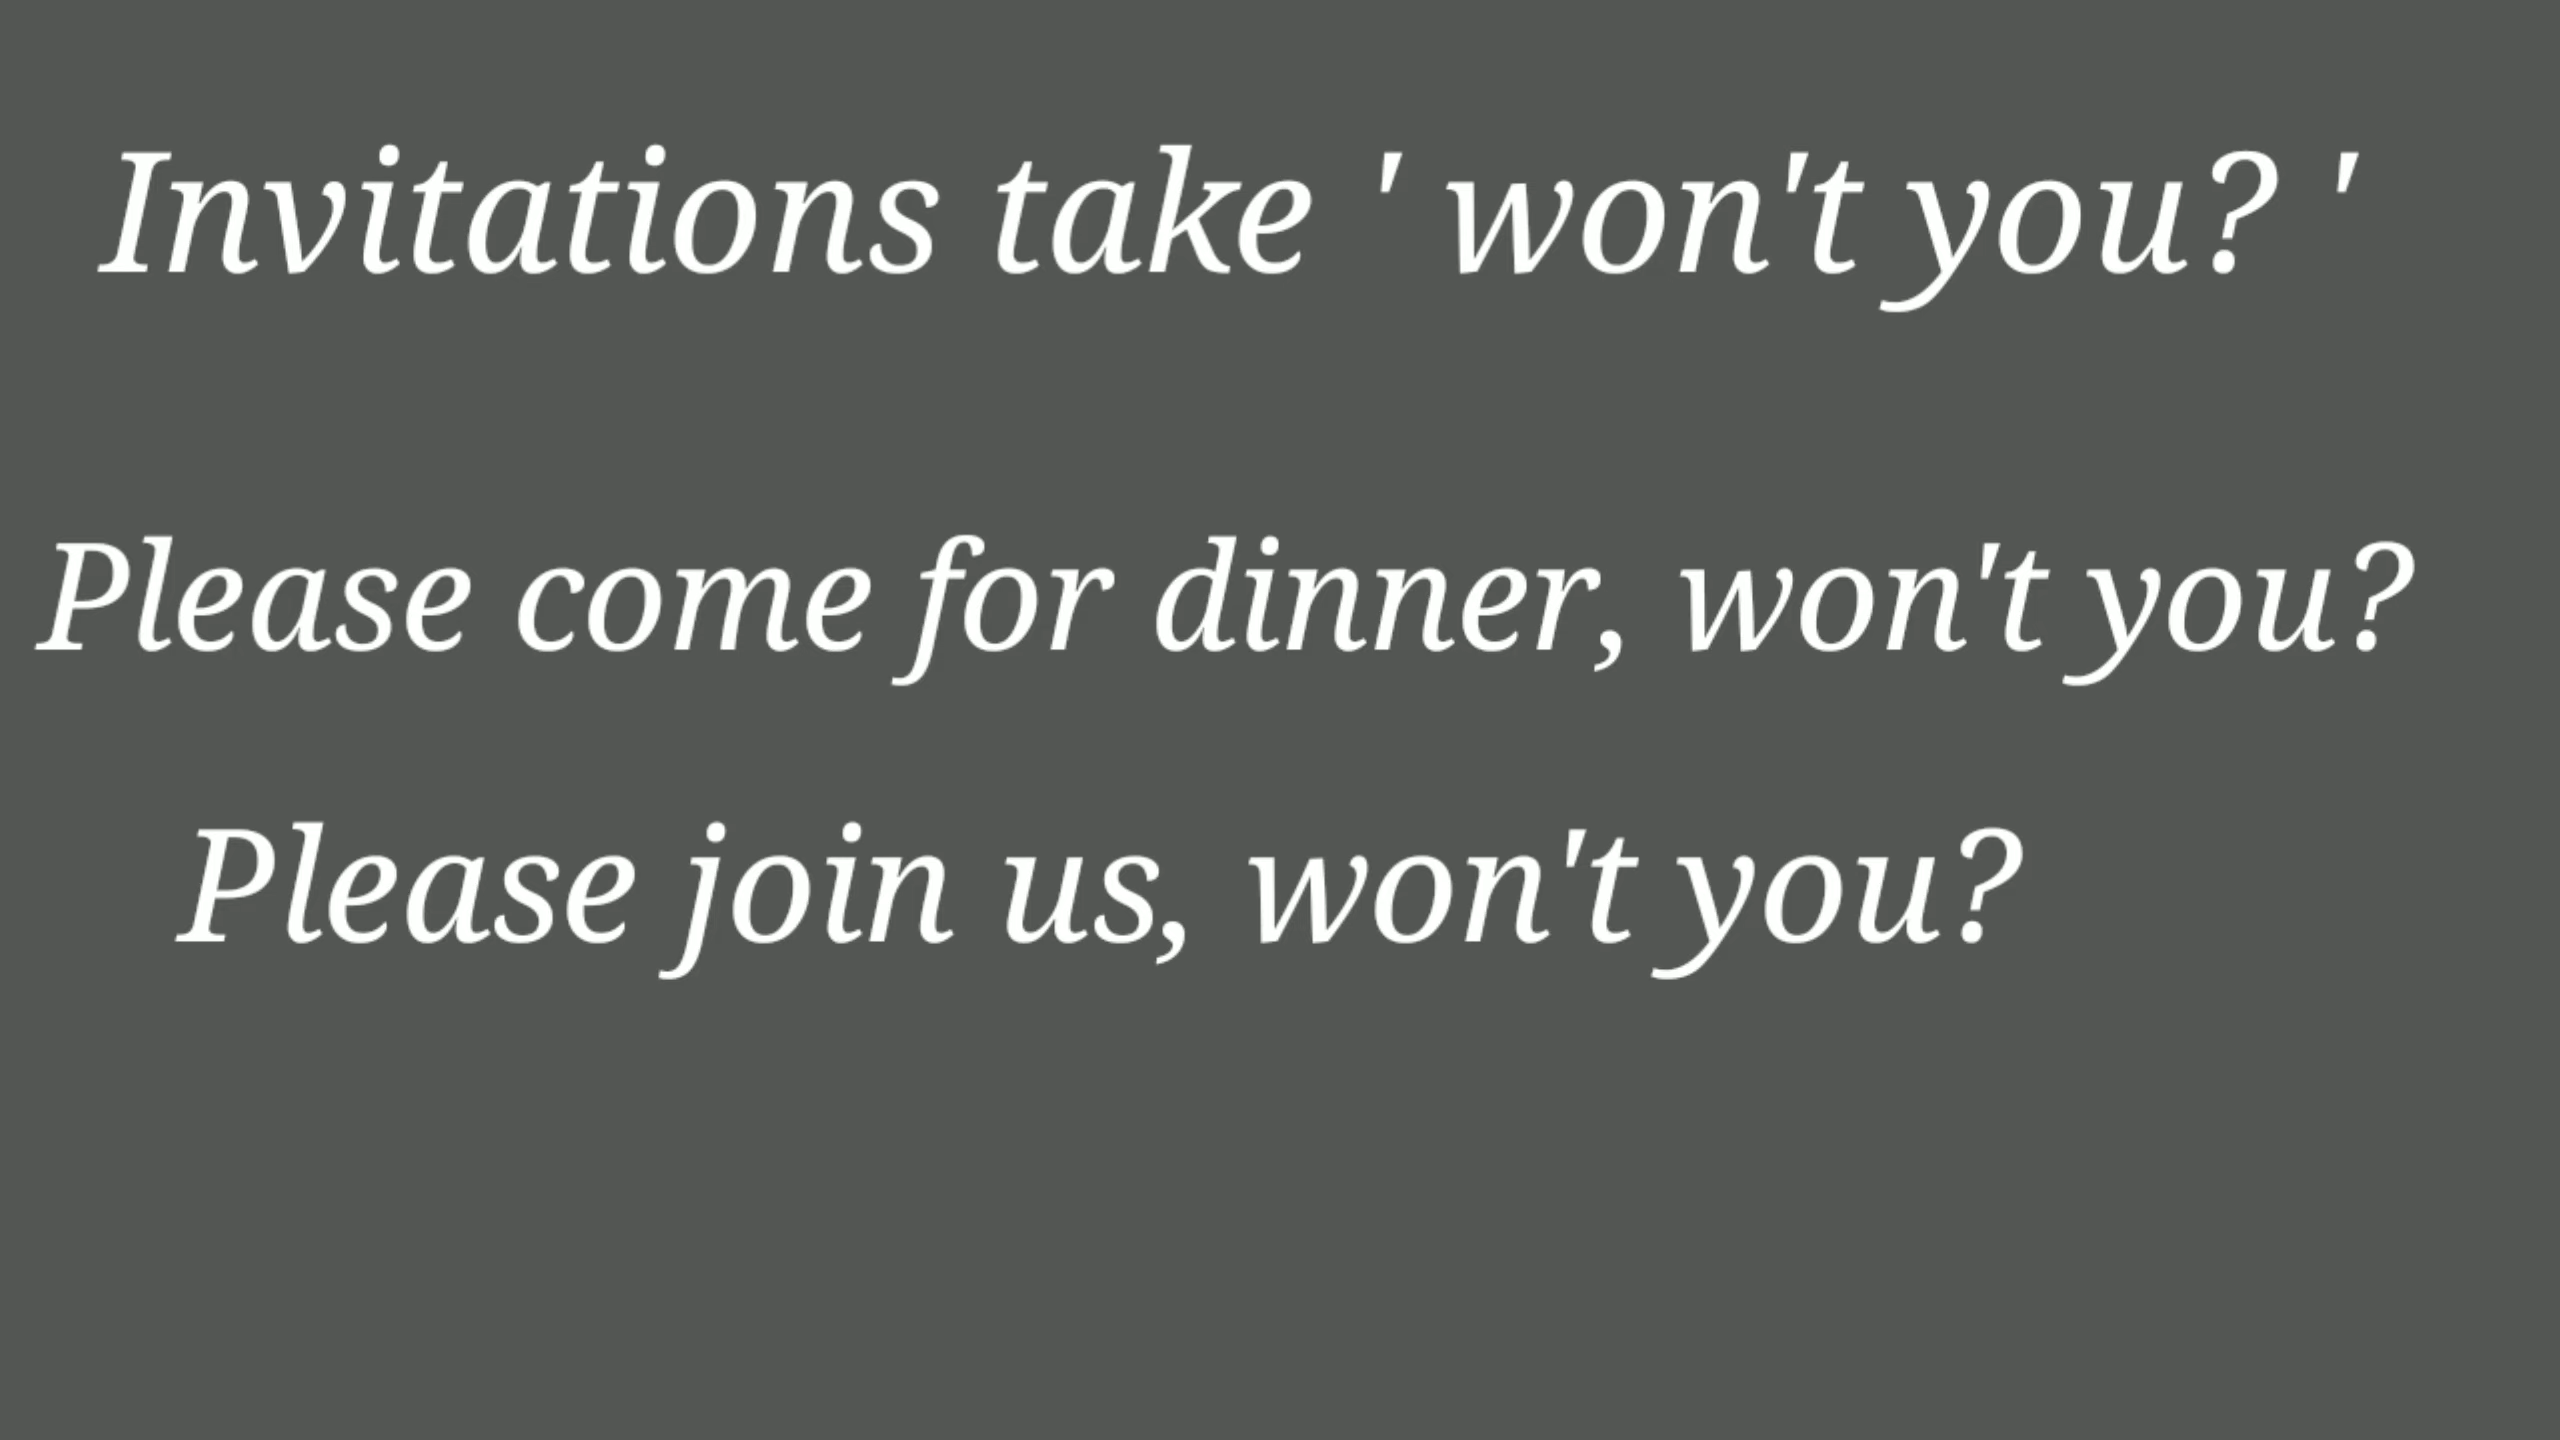 Invitations take ' won't you? '
Please come for dinner, won't you?
Please join us, won't you?